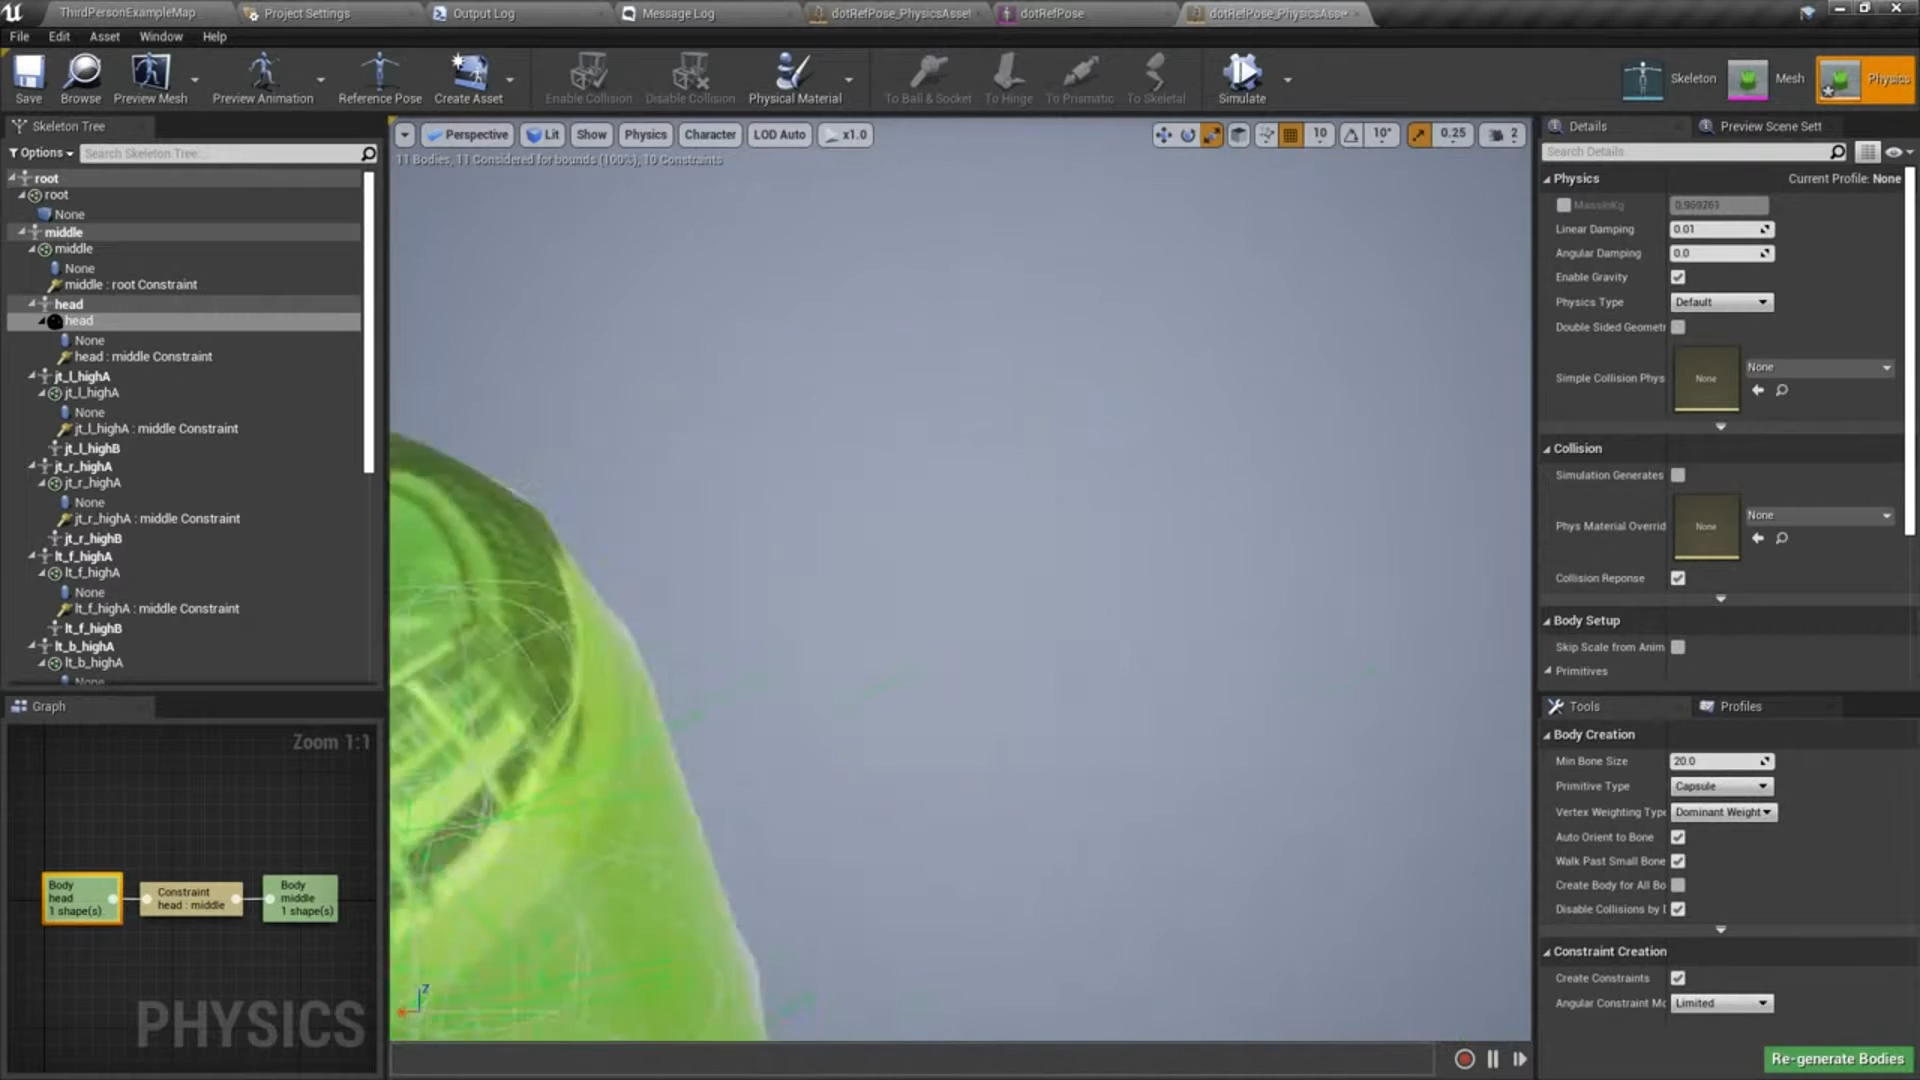 ThirdPersonExampleMap
Project Settings
Output Log
Message Log
dotRefPose_PhysicsAsset
dotRefPose
dotRefPose_PhysicsAsse
File Edit Asset Window Help
Save
Browse
Preview Mesh
Preview Animation
Reference Pose
Create Asset
Enable Collision
Disable Collision
Physical Material
To Ball & Socket
To Hinge
To Prismatic
To Skeletal
Simulate
Skeleton
Mesh
Physics
Skeleton Tree
Options
Search Skeleton Tree...
root
root
None
middle
middle
None
middle : root Constraint
head
head
None
head : middle Constraint
jt_l_highA
jt_l_highA
None
jt_l_highA : middle Constraint
jt_l_highB
jt_r_highA
jt_r_highA
None
jt_r_highA : middle Constraint
jt_r_highB
lt_f_highA
lt_f_highA
None
lt_f_highA : middle Constraint
lt_f_highB
lt_b_highA
lt_b_highA
None
Graph
Zoom 1:1
Body
head
1 shape(s)
Constraint
head : middle
Body
middle
1 shape(s)
PHYSICS
Perspective
Lit
Show
Physics
Character
LOD Auto
x1.0
10
10°
0.25
2
11 Bodies, 11 Considered for bounds (100%), 10 Constraints
Z
Details
Preview Scene Sett
Search Details
Physics
Current Profile: None
MassInKg 0.969261
Linear Damping 0.01
Angular Damping 0.0
Enable Gravity
Physics Type Default
Double Sided Geometr
Simple Collision Phys None None
Collision
Simulation Generates
Phys Material Overrid None None
Collision Reponse
Body Setup
Skip Scale from Anim
Primitives
Tools
Profiles
Body Creation
Min Bone Size 20.0
Primitive Type Capsule
Vertex Weighting Type Dominant Weight
Auto Orient to Bone
Walk Past Small Bone
Create Body for All Bo
Disable Collisions by D
Constraint Creation
Create Constraints
Angular Constraint Mo Limited
Re-generate Bodies